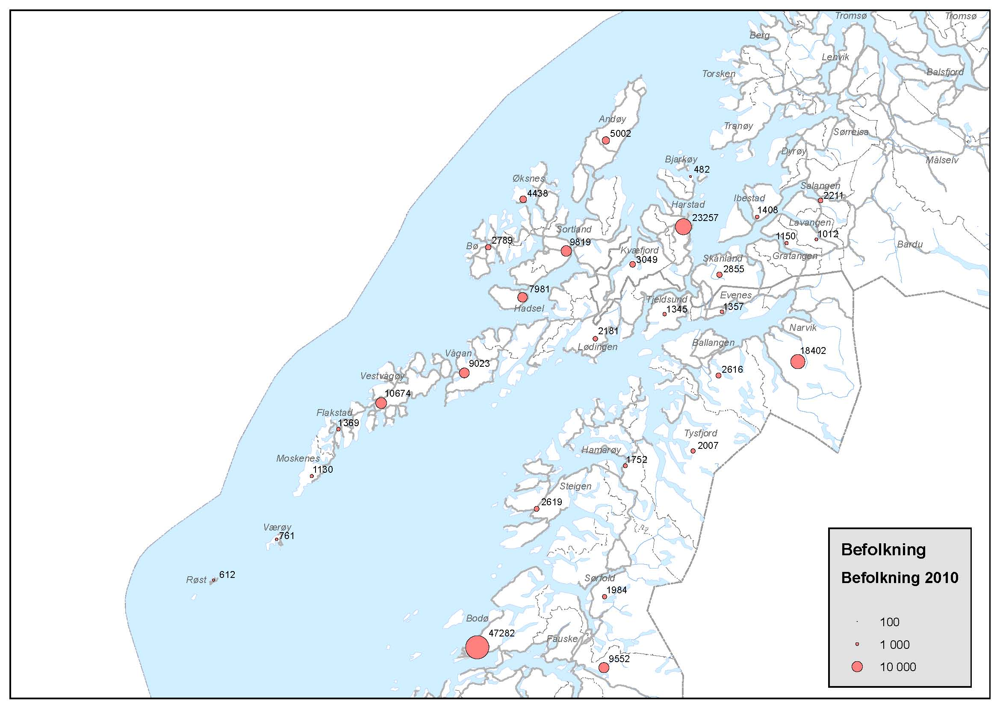 Tromsø
Tromsø
Berg
Lenvik
Torsken
Balsfjord
Andøy
5002
Tranøy
Sørreisa
Dyrøy
Målselv
Bjarkøy
482
Øksnes
4438
Salangen
2211
Ibestad
1408
Harstad
23257
Lavangen
1012
1150
Gratangen
Bardu
Sortland
9819
Bø
2789
Kvæfjord
3049
Skånland
2855
7981
Hadsel
Tjeldsund
1345
Evenes
1357
Narvik
18402
2181
Lødingen
Ballangen
2616
Vågan
9023
Vestvågøy
10674
Flakstad
1369
Moskenes
1130
Tysfjord
2007
Hamarøy
1752
Steigen
2619
Værøy
761
Røst
612
Sørfold
1984
Bodø
47282
Fauske
9552
Befolkning
Befolkning 2010
100
1 000
10 000